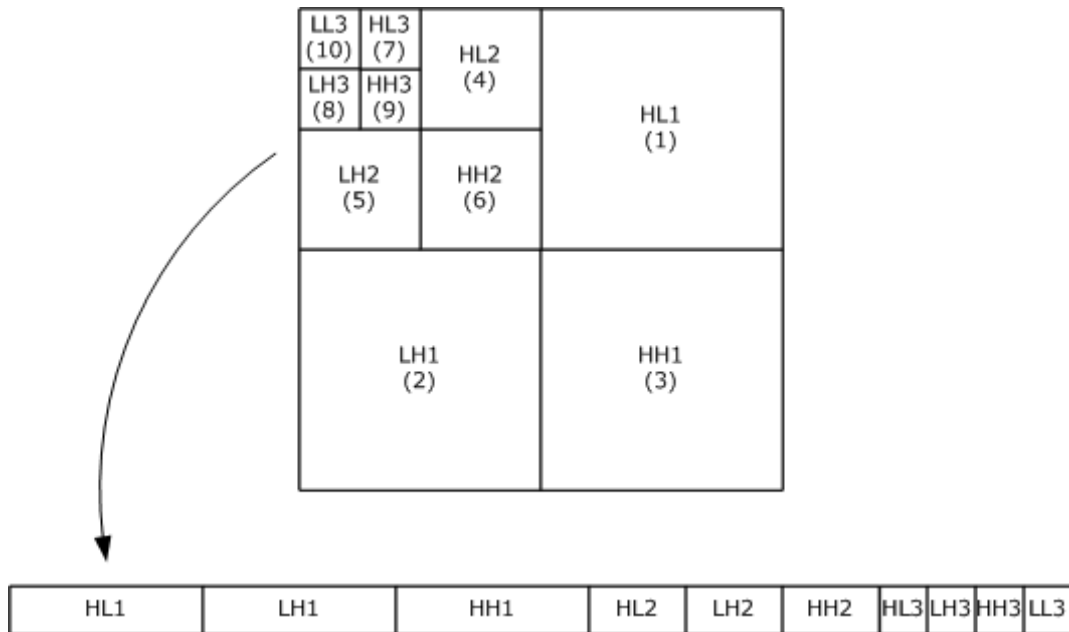 LL3
(10)
HL3
(7)
HL2
(4)
HL1
(1)
LH3
(8)
HH3
(9)
LH2
(5)
HH2
(6)
LH1
(2)
HH1
(3)
HL1 LH1 HH1 HL2 LH2 HH2 HL3 LH3 HH3 LL3